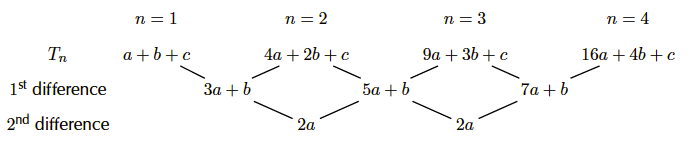 n = 1 n = 2 n = 3 n = 4
Tₙ a + b + c 4a + 2b + c 9a + 3b + c 16a + 4b + c
1ˢᵗ difference 3a + b 5a + b 7a + b
2ⁿᵈ difference 2a 2a